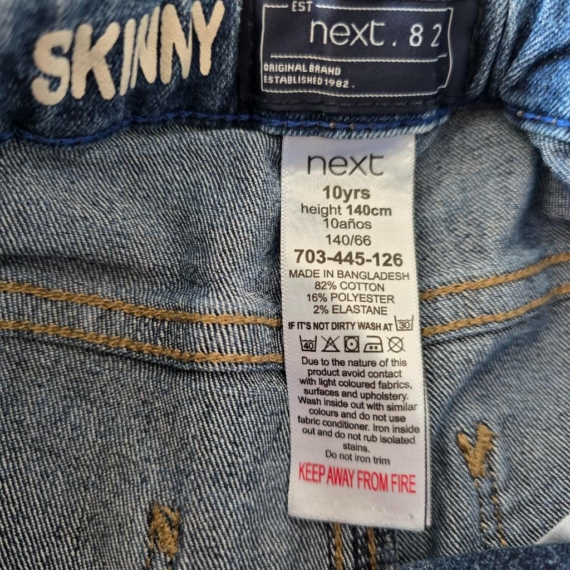 SKINNY
EST
next.82
ORIGINAL BRAND
ESTABLISHED 1982.
next
10yrs
height 140cm
10años
140/66
703-445-126
MADE IN BANGLADESH
82% COTTON
16% POLYESTER
2% ELASTANE
IF IT'S NOT DIRTY WASH AT 30
40
Due to the nature of this
product avoid contact
with light coloured fabrics,
surfaces and upholstery.
Wash inside out with similar
colours and do not use
fabric conditioner. Iron inside
out and do not rub isolated
stains.
Do not iron trim
KEEP AWAY FROM FIRE